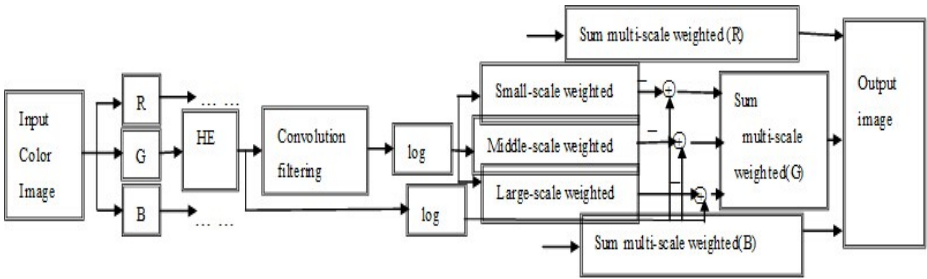 Input
Color
Image
R
G
B
... ...
... ...
HE
Convolution
filtering
log
log
Small-scale weighted
Middle-scale weighted
Large-scale weighted
Sum multi-scale weighted (R)
Sum
multi-scale
weighted(G)
Sum multi-scale weighted(B)
Output
image